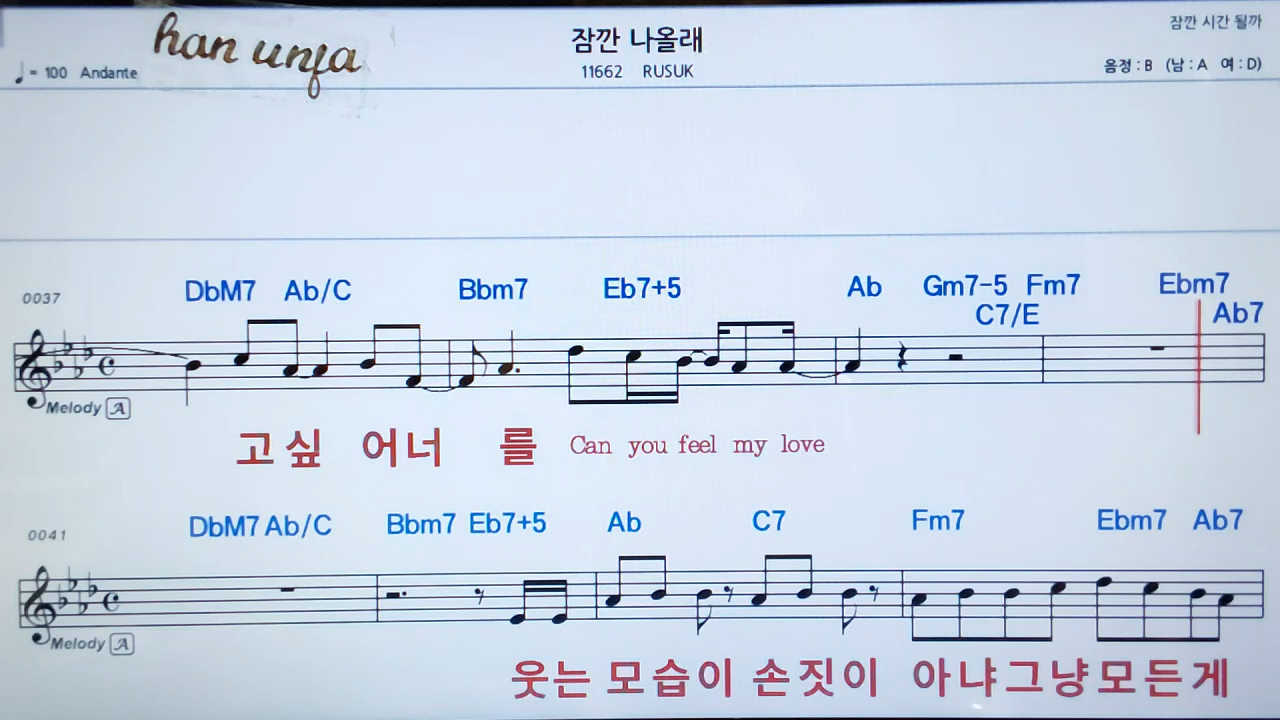 han unja
잠깐 나올래
잠깐 시간 될까
♩= 100 Andante
11662 RUSUK
음정 : B (남 : A 여 : D)
0037
DbM7 Ab/C Bbm7 Eb7+5 Ab Gm7-5 Fm7 Ebm7
C7/E Ab7
Melody A
고 싶 어 너 를 Can you feel my love
0041
DbM7 Ab/C Bbm7 Eb7+5 Ab C7 Fm7 Ebm7 Ab7
Melody A
웃는 모습이 손짓이 아냐그냥모든게